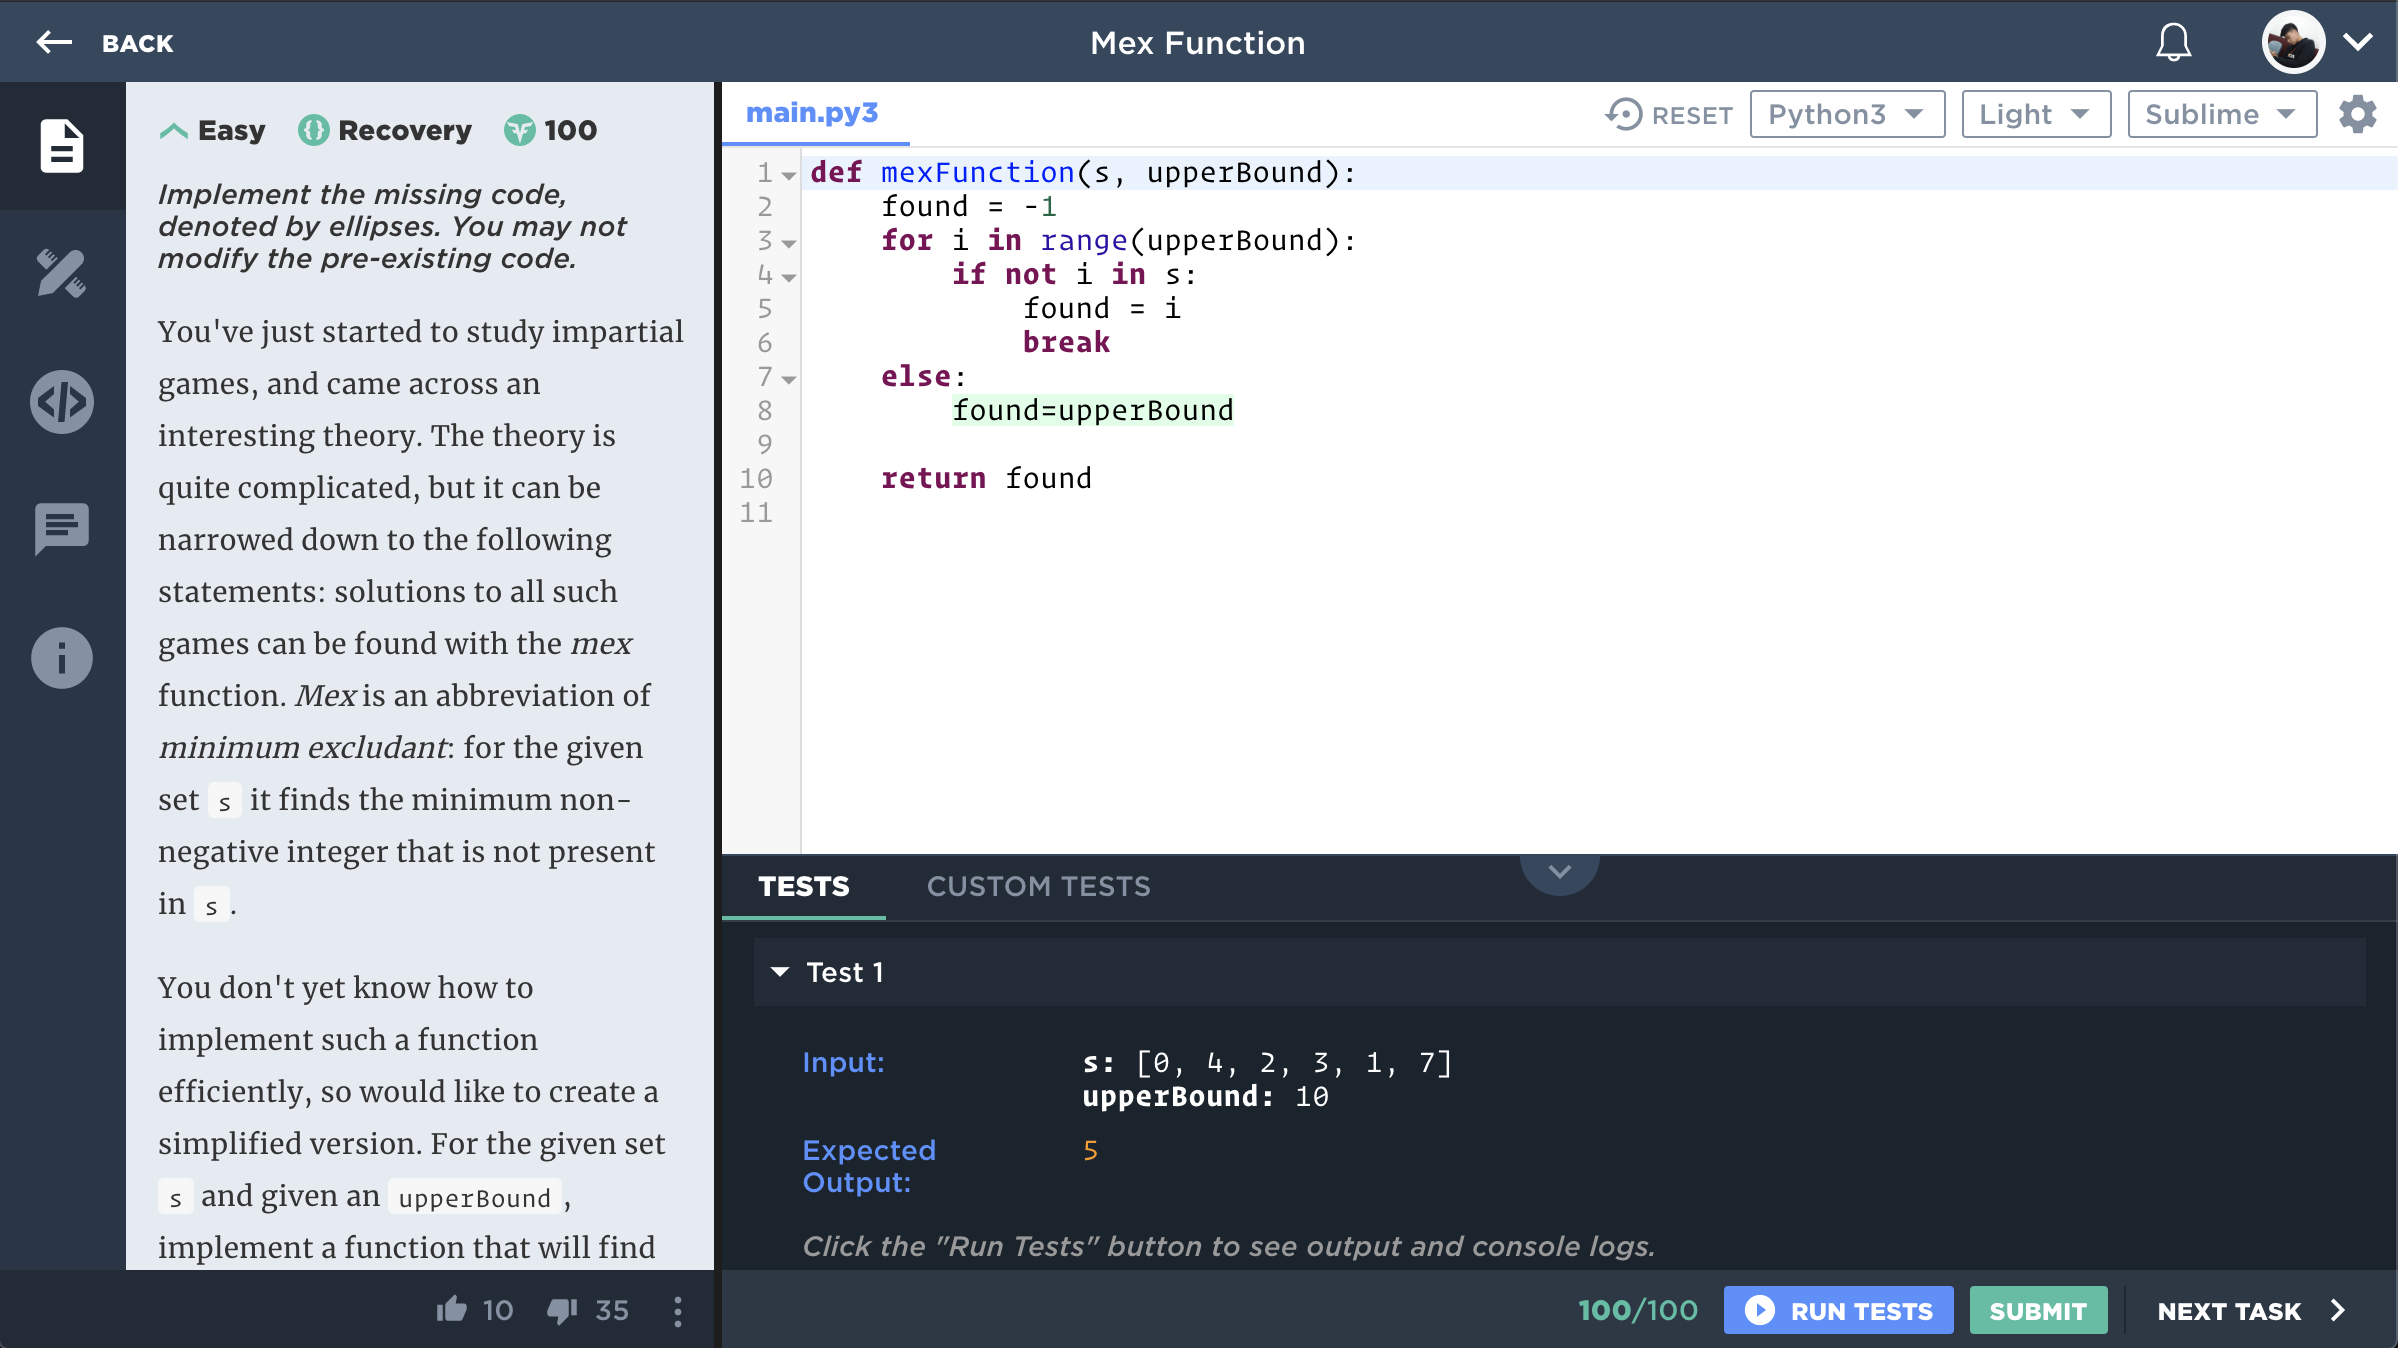 BACK
Mex Function
Easy Recovery 100
Implement the missing code,
denoted by ellipses. You may not
modify the pre-existing code.
You've just started to study impartial
games, and came across an
interesting theory. The theory is
quite complicated, but it can be
narrowed down to the following
statements: solutions to all such
games can be found with the mex
function. Mex is an abbreviation of
minimum excludant: for the given
set s it finds the minimum non-
negative integer that is not present
in s.
You don't yet know how to
implement such a function
efficiently, so would like to create a
simplified version. For the given set
s and given an upperBound,
implement a function that will find
10 35
main.py3
RESET Python3 Light Sublime
1 def mexFunction(s, upperBound):
2     found = -1
3     for i in range(upperBound):
4         if not i in s:
5             found = i
6             break
7     else:
8         found=upperBound
9
10     return found
11
TESTS CUSTOM TESTS
Test 1
Input: s: [0, 4, 2, 3, 1, 7]
upperBound: 10
Expected 5
Output:
Click the "Run Tests" button to see output and console logs.
100/100 RUN TESTS SUBMIT NEXT TASK